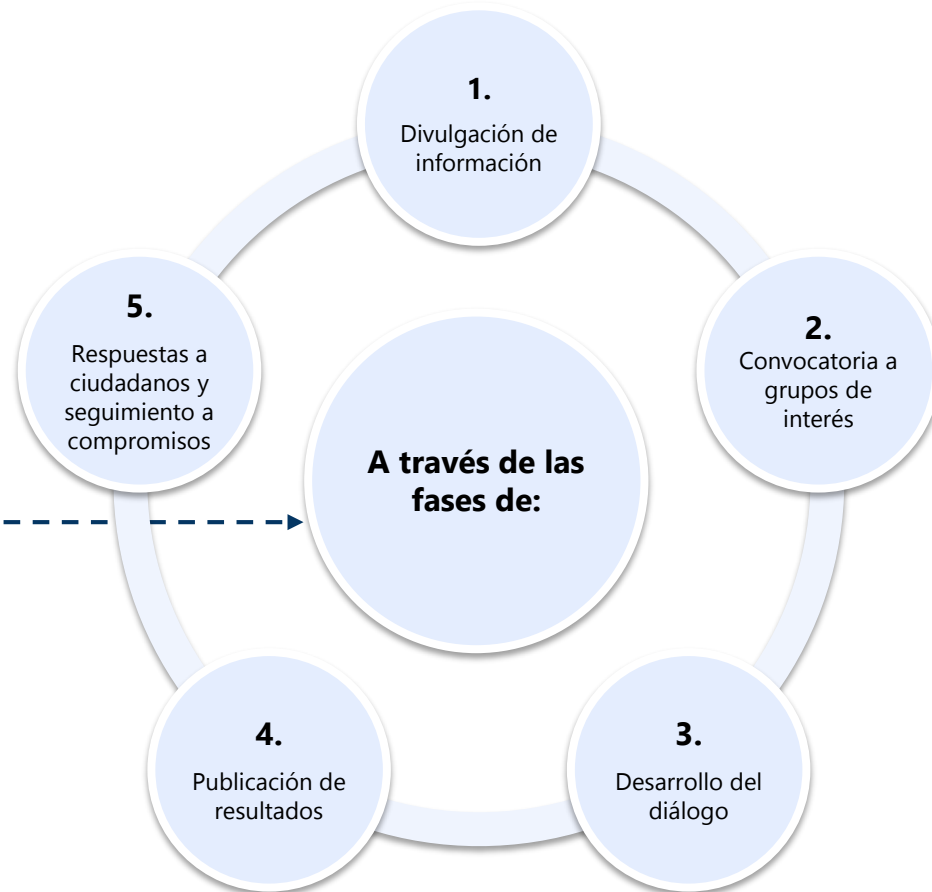 1.
Divulgación de
información
2.
Convocatoria a
grupos de
interés
3.
Desarrollo del
diálogo
4.
Publicación de
resultados
5.
Respuestas a
ciudadanos y
seguimiento a
compromisos
A través de las
fases de: